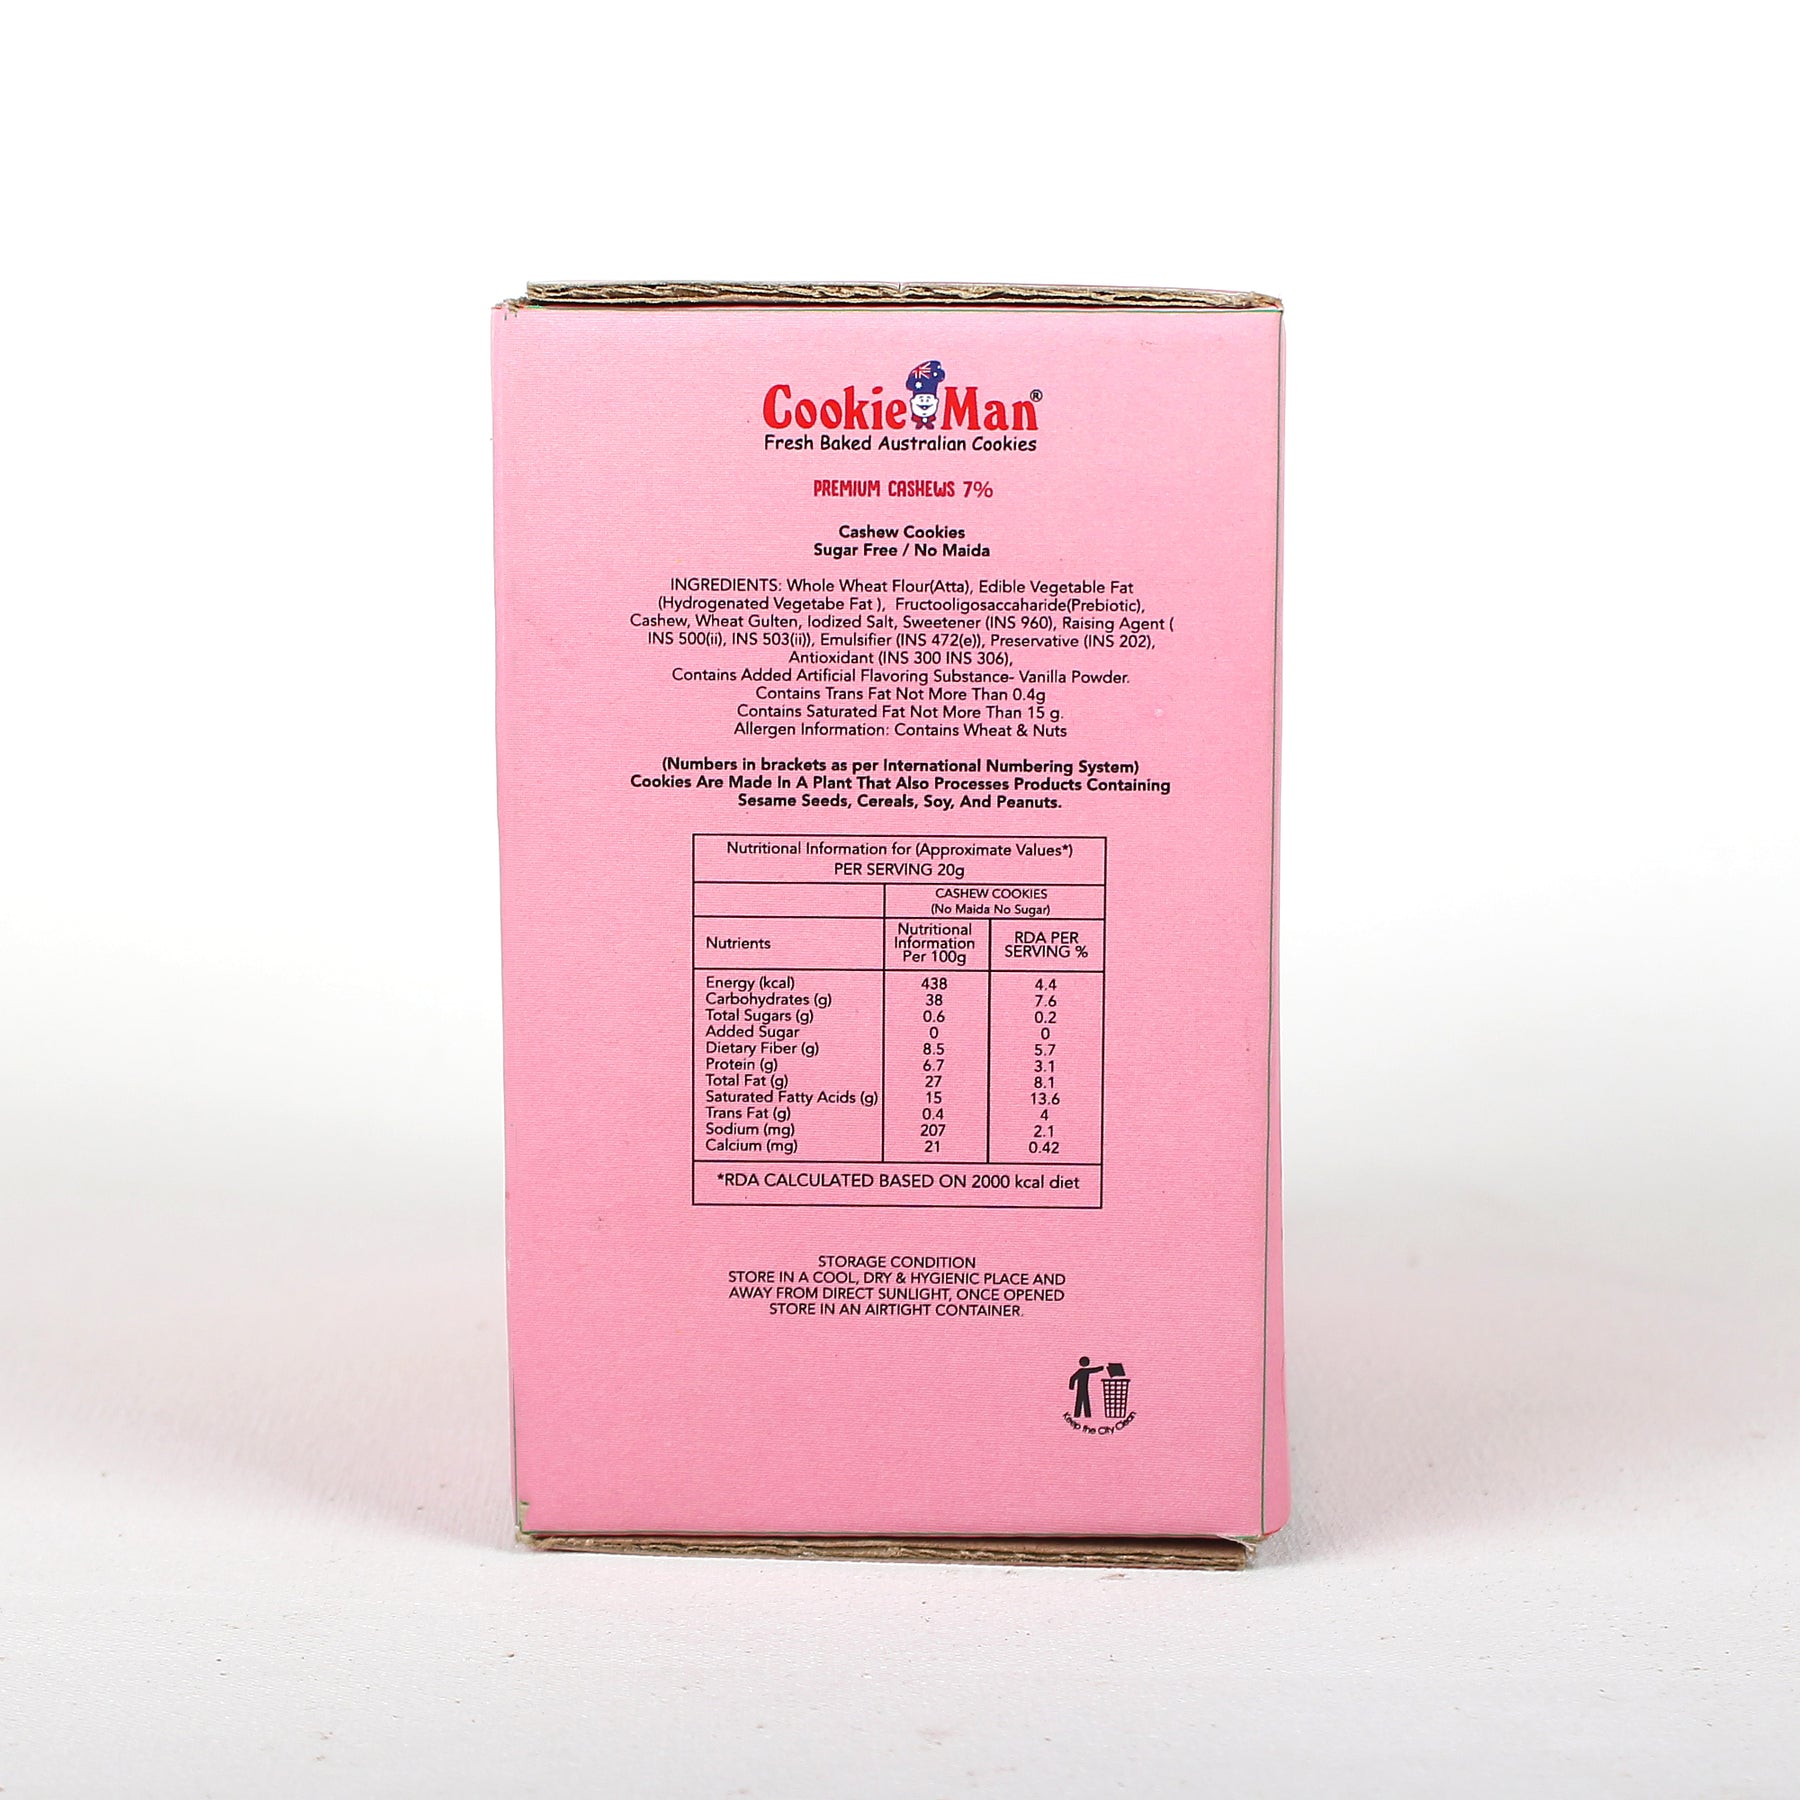 Cookie Man®
Fresh Baked Australian Cookies
PREMIUM CASHEWS 7%
Cashew Cookies
Sugar Free / No Maida
INGREDIENTS: Whole Wheat Flour(Atta), Edible Vegetable Fat
(Hydrogenated Vegetabe Fat ), Fructooligosaccaharide(Prebiotic),
Cashew, Wheat Gulten, Iodized Salt, Sweetener (INS 960), Raising Agent (
INS 500(ii), INS 503(ii)), Emulsifier (INS 472(e)), Preservative (INS 202),
Antioxidant (INS 300 INS 306),
Contains Added Artificial Flavoring Substance- Vanilla Powder.
Contains Trans Fat Not More Than 0.4g
Contains Saturated Fat Not More Than 15 g.
Allergen Information: Contains Wheat & Nuts
(Numbers in brackets as per International Numbering System)
Cookies Are Made In A Plant That Also Processes Products Containing
Sesame Seeds, Cereals, Soy, And Peanuts.
Nutritional Information for (Approximate Values*)
PER SERVING 20g
CASHEW COOKIES
(No Maida No Sugar)
Nutrients
Nutritional
Information
Per 100g
RDA PER
SERVING %
Energy (kcal) 438 4.4
Carbohydrates (g) 38 7.6
Total Sugars (g) 0.6 0.2
Added Sugar 0 0
Dietary Fiber (g) 8.5 5.7
Protein (g) 6.7 3.1
Total Fat (g) 27 8.1
Saturated Fatty Acids (g) 15 13.6
Trans Fat (g) 0.4 4
Sodium (mg) 207 2.1
Calcium (mg) 21 0.42
*RDA CALCULATED BASED ON 2000 kcal diet
STORAGE CONDITION
STORE IN A COOL, DRY & HYGIENIC PLACE AND
AWAY FROM DIRECT SUNLIGHT, ONCE OPENED
STORE IN AN AIRTIGHT CONTAINER.
Keep the City Clean